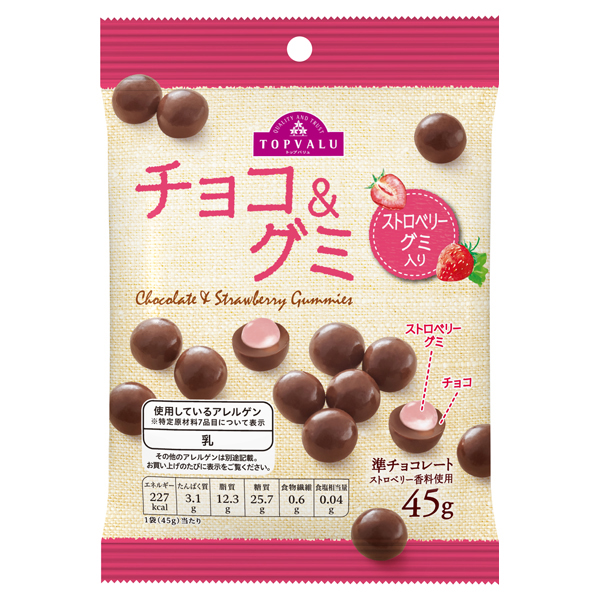 QUALITY AND TRUST
TOPVALU
トップバリュ
チョコ&
グミ
ストロベリー
グミ
入り
Chocolate & Strawberry Gummies
ストロベリー
グミ
チョコ
使用しているアレルゲン
※特定原材料7品目について表示
乳
その他のアレルゲンは別途記載。
お買い上げのたびに表示をご覧ください。
エネルギー たんぱく質 脂質 糖質 食物繊維 食塩相当量
227 kcal 3.1 g 12.3 g 25.7 g 0.6 g 0.04 g
1袋(45g)当たり
準チョコレート
ストロベリー香料使用
45g